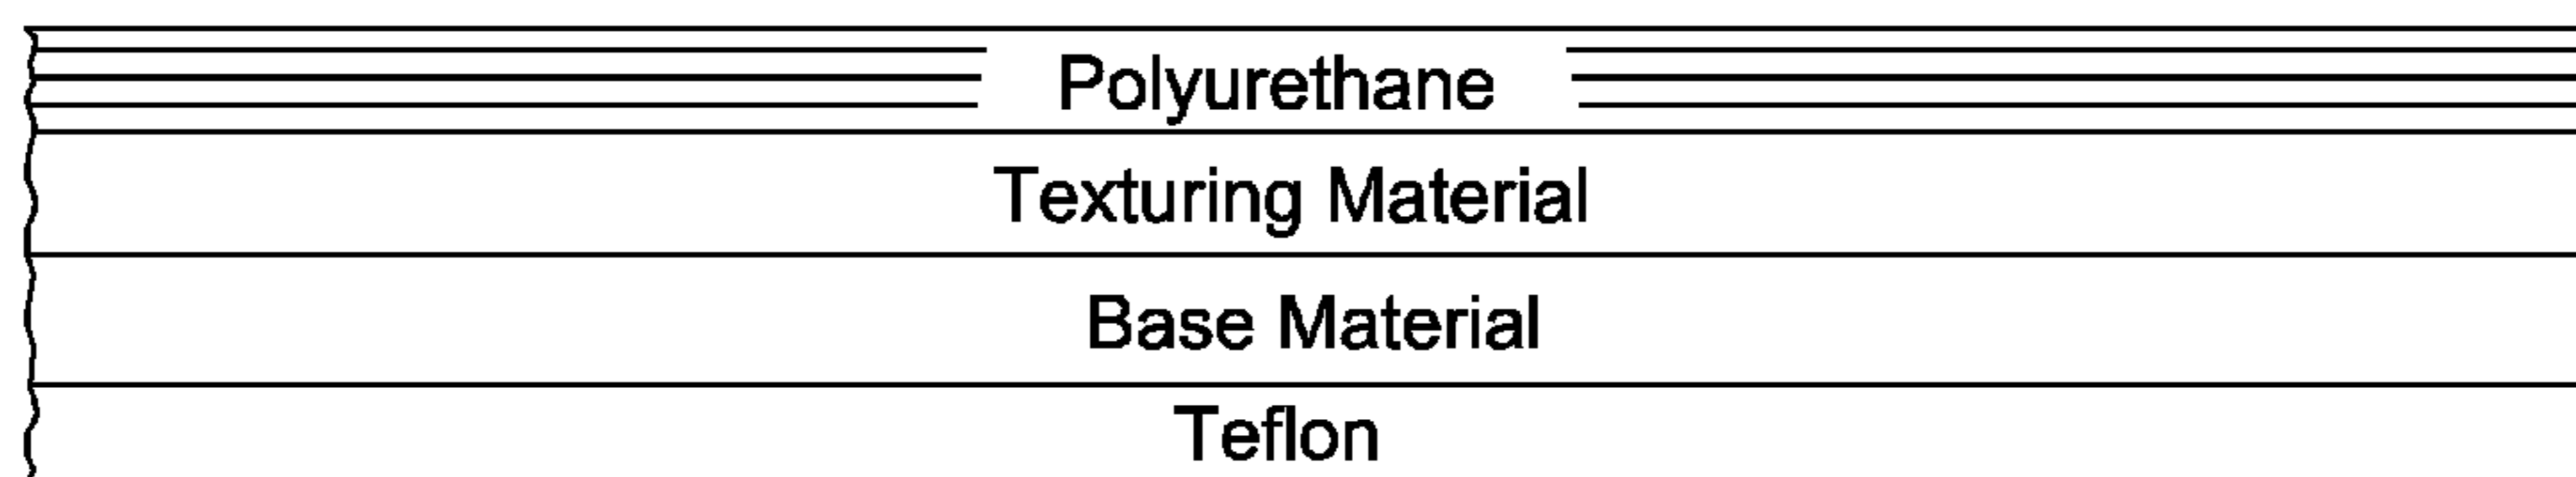 Polyurethane
Texturing Material
Base Material
Teflon